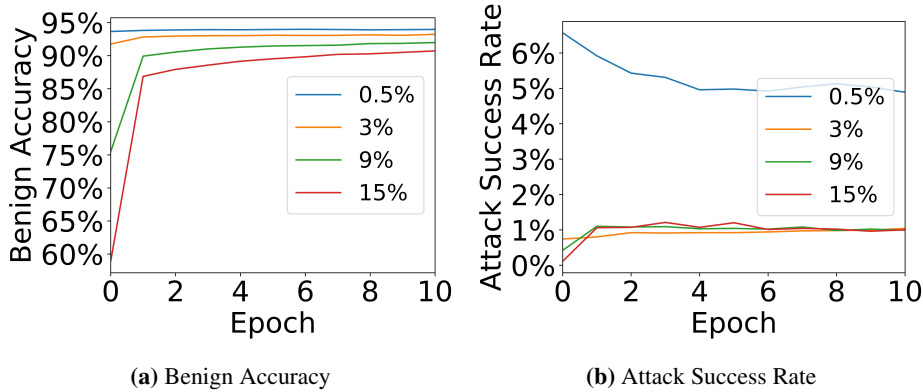 95%
90%
85%
80%
75%
70%
65%
60%
Benign Accuracy
0.5%
3%
9%
15%
0 2 4 6 8 10
Epoch
(a) Benign Accuracy
6%
5%
4%
3%
2%
1%
0%
Attack Success Rate
0.5%
3%
9%
15%
0 2 4 6 8 10
Epoch
(b) Attack Success Rate